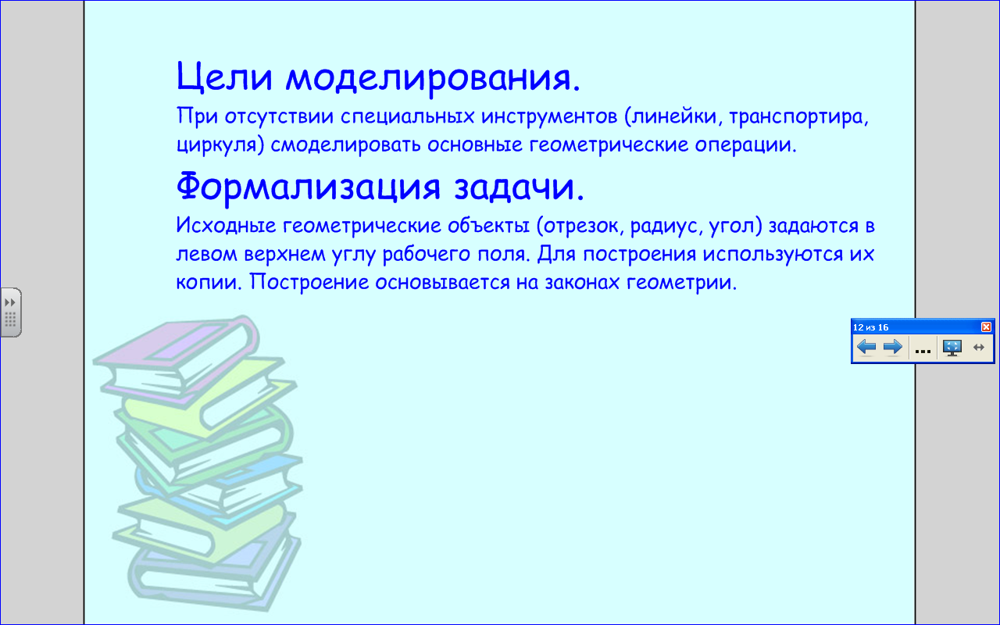 Цели моделирования.
При отсутствии специальных инструментов (линейки, транспортира,
циркуля) смоделировать основные геометрические операции.
Формализация задачи.
Исходные геометрические объекты (отрезок, радиус, угол) задаются в
левом верхнем углу рабочего поля. Для построения используются их
копии. Построение основывается на законах геометрии.
12 из 16